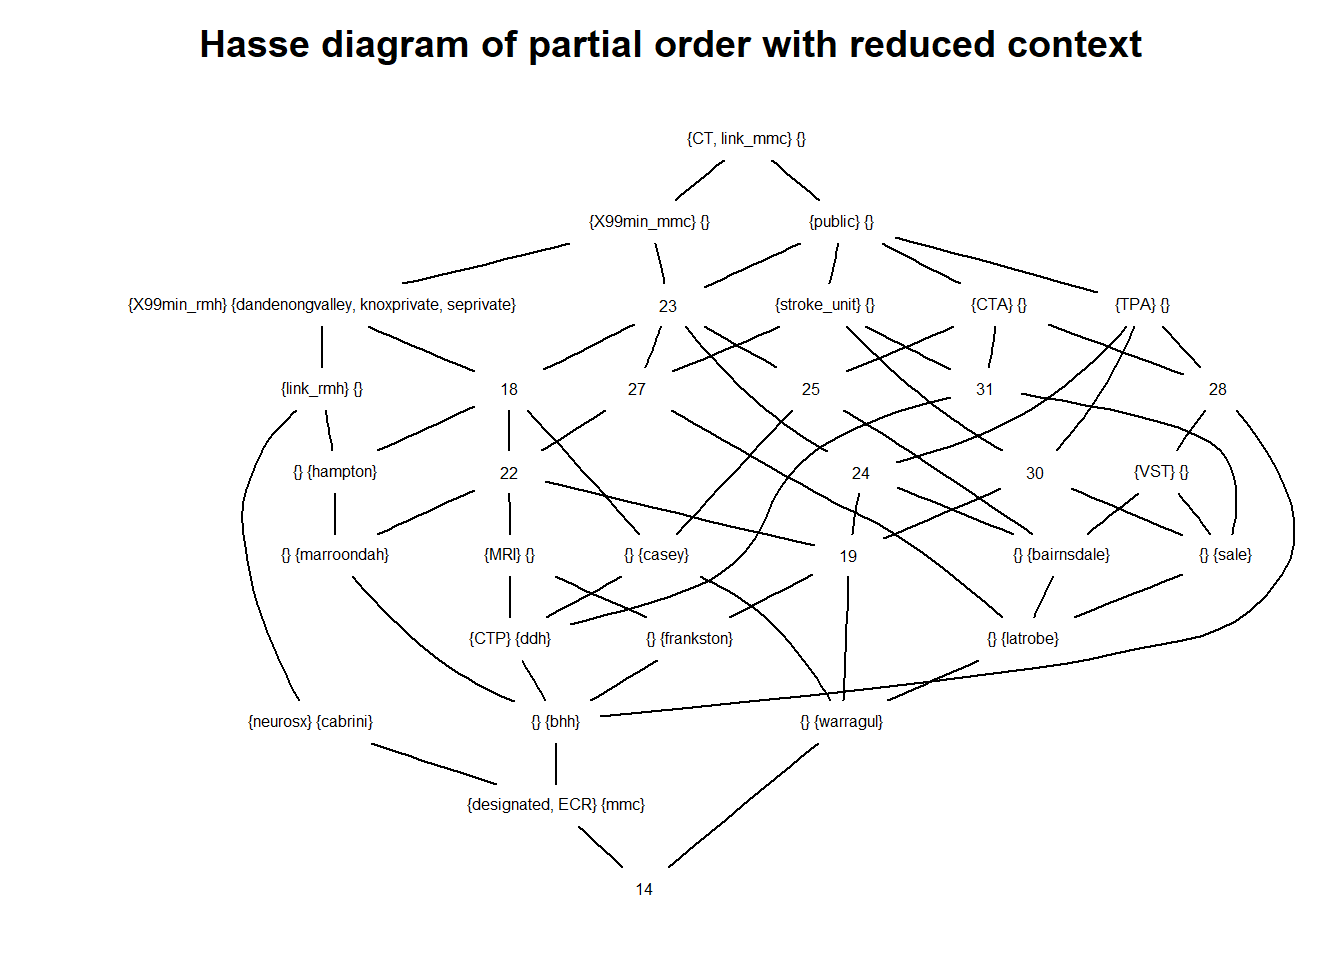 Hasse diagram of partial order with reduced context
{CT, link_mmc} {}
{X99min_mmc} {}
{public} {}
{X99min_rmh} {dandenongvalley, knoxprivate, seprivate}
23
{stroke_unit} {}
{CTA} {}
{TPA} {}
{link_rmh} {}
18
27
25
31
28
{} {hampton}
22
24
30
{VST} {}
{} {marroondah}
{MRI} {}
{} {casey}
19
{} {bairnsdale}
{} {sale}
{CTP} {ddh}
{} {frankston}
{} {latrobe}
{neurosx} {cabrini}
{} {bhh}
{} {warragul}
{designated, ECR} {mmc}
14